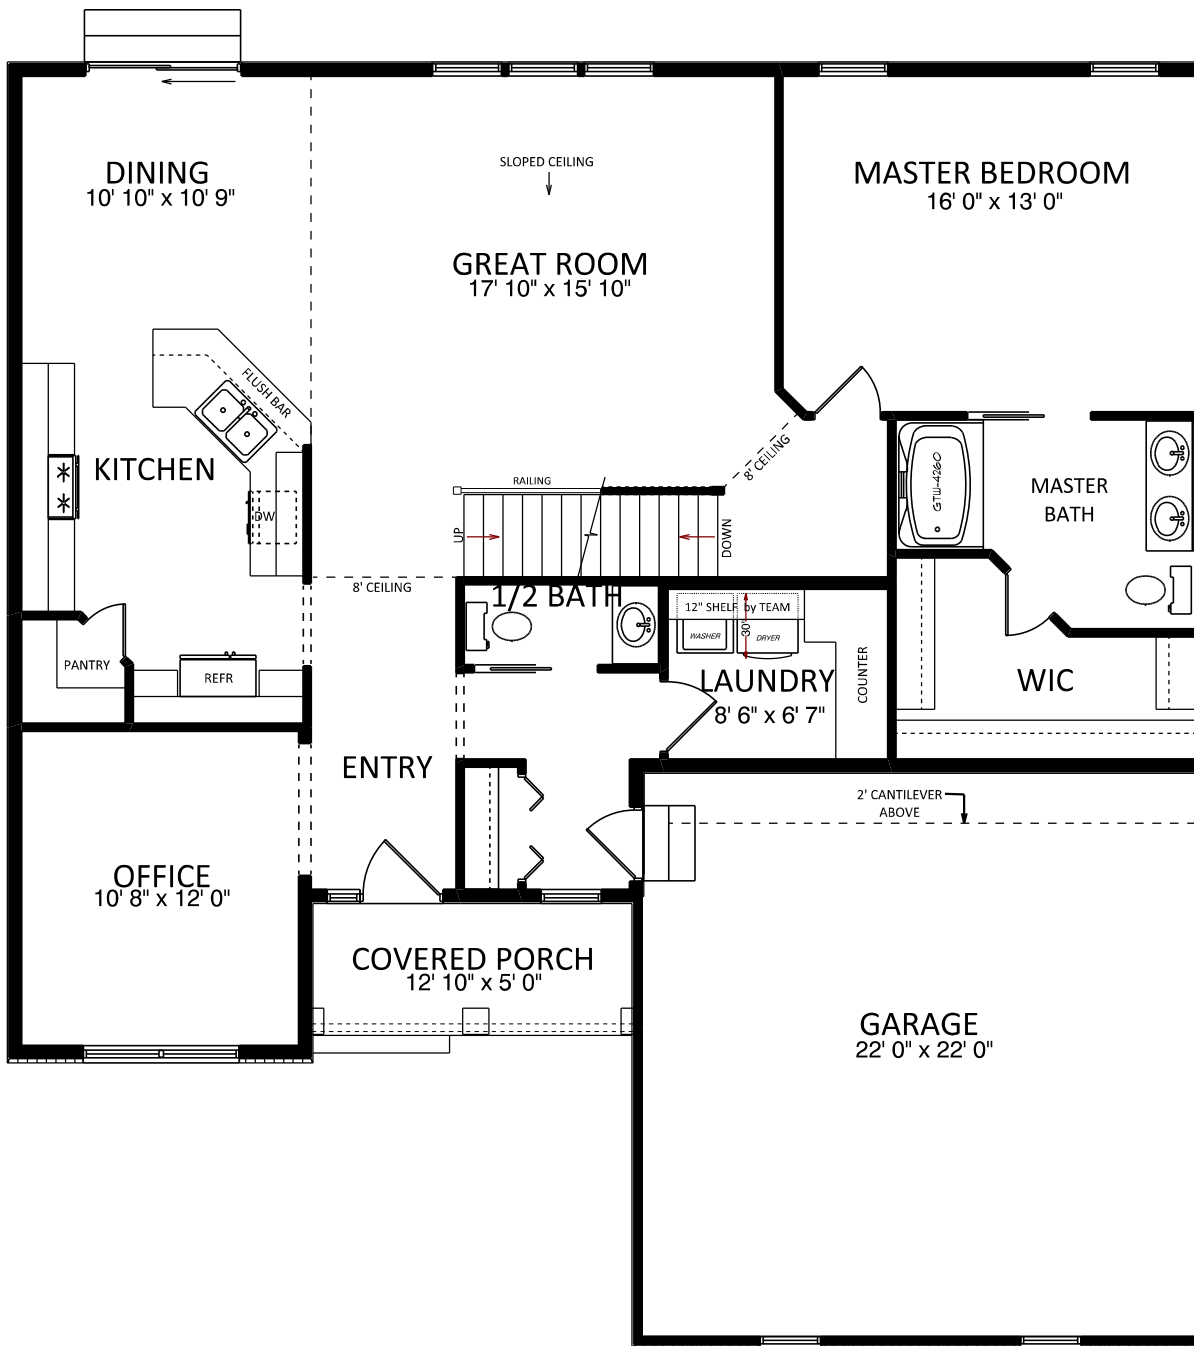 DINING
10' 10" x 10' 9"
SLOPED CEILING
GREAT ROOM
17' 10" x 15' 10"
MASTER BEDROOM
16' 0" x 13' 0"
FLUSH BAR
KITCHEN
DW
RAILING
8' CEILING
UP
DOWN
GTW-4260
MASTER
BATH
8' CEILING
1/2 BATH
12" SHELF by TEAM
30"
WASHER
DRYER
COUNTER
LAUNDRY
8' 6" x 6' 7"
WIC
PANTRY
REFR
ENTRY
2' CANTILEVER
ABOVE
OFFICE
10' 8" x 12' 0"
COVERED PORCH
12' 10" x 5' 0"
GARAGE
22' 0" x 22' 0"